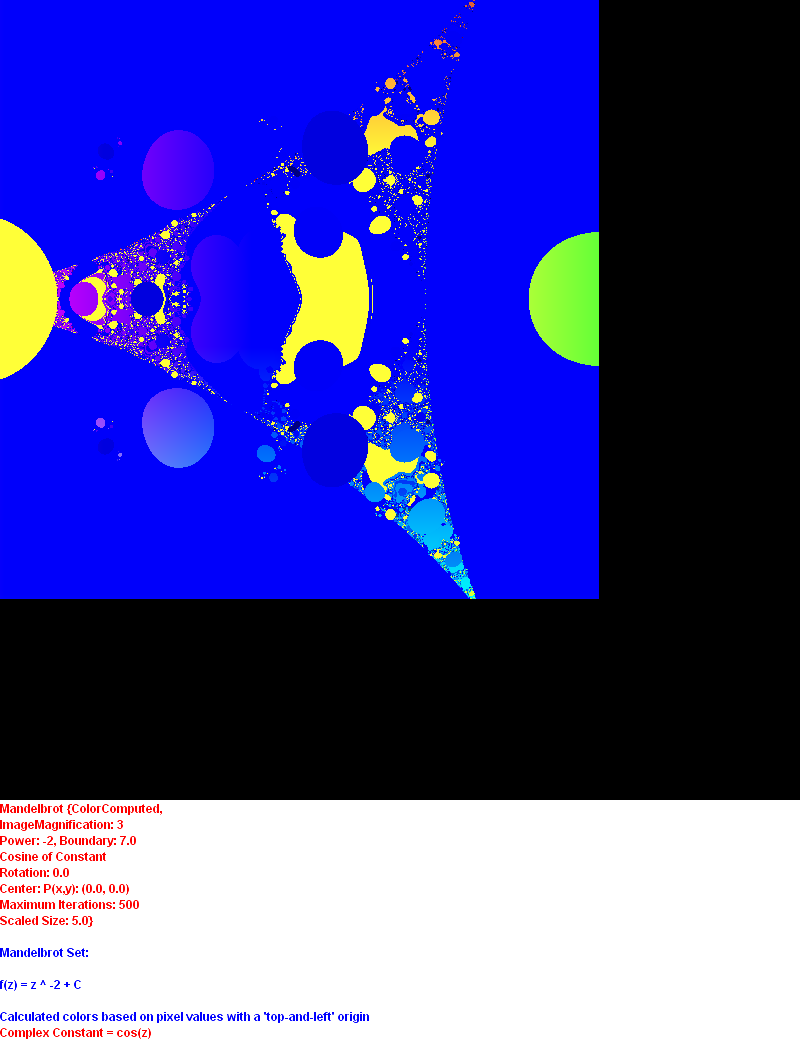 Mandelbrot {ColorComputed,
ImageMagnification: 3
Power: -2, Boundary: 7.0
Cosine of Constant
Rotation: 0.0
Center: P(x,y): (0.0, 0.0)
Maximum Iterations: 500
Scaled Size: 5.0}
Mandelbrot Set:
f(z) = z ^ -2 + C
Calculated colors based on pixel values with a 'top-and-left' origin
Complex Constant = cos(z)